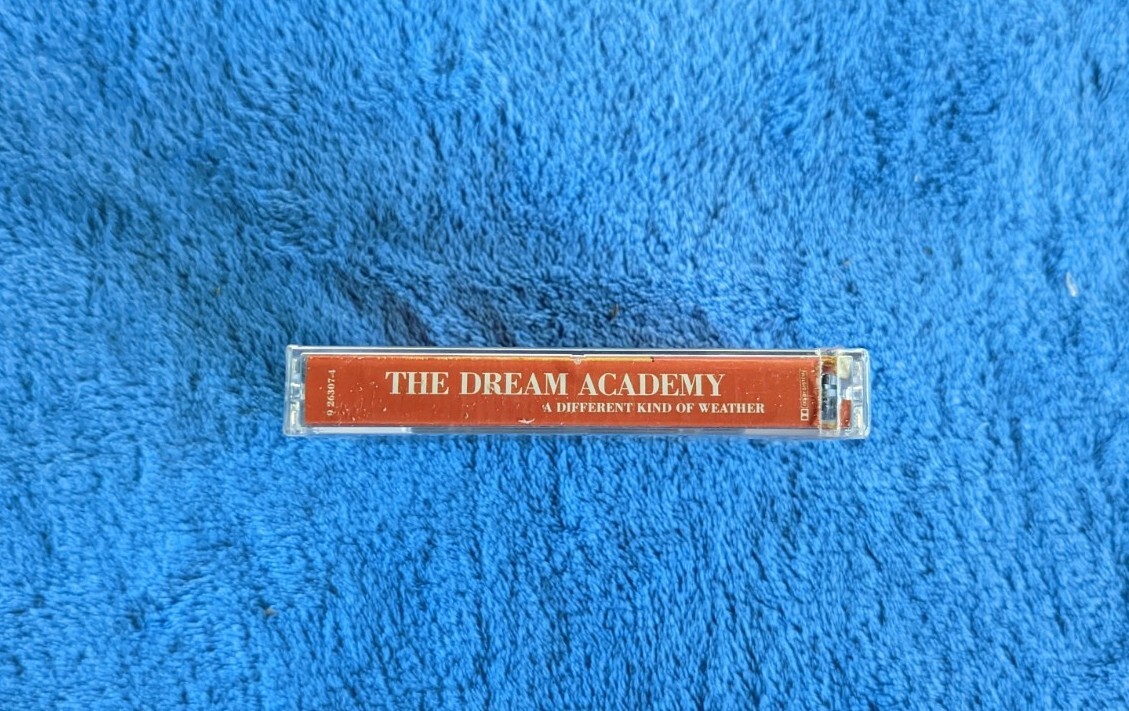 9 26307-4
THE DREAM ACADEMY
A DIFFERENT KIND OF WEATHER